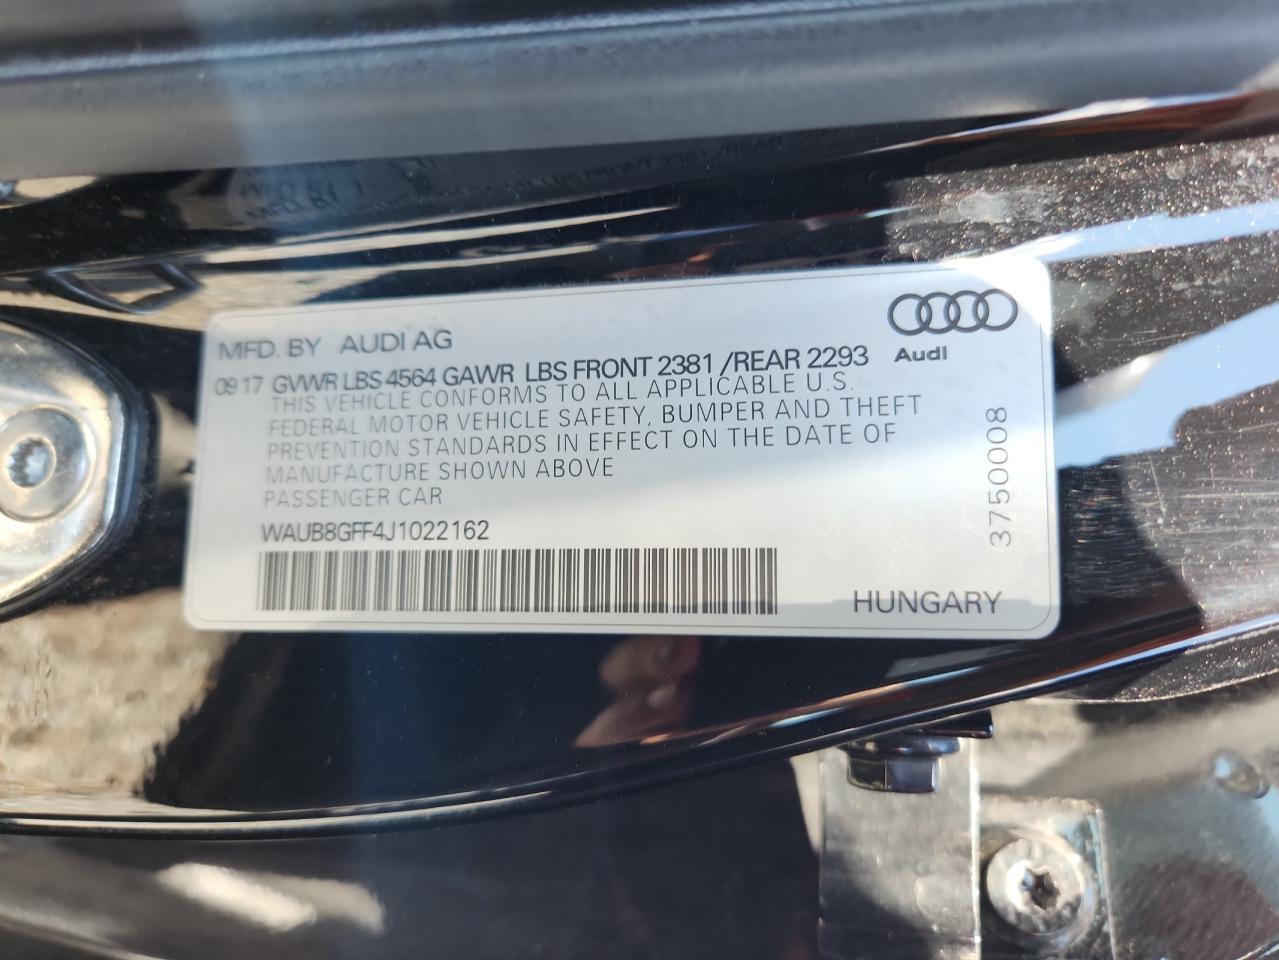 MFD. BY AUDI AG
Audi
09 17 GVWR LBS 4564 GAWR LBS FRONT 2381 /REAR 2293
THIS VEHICLE CONFORMS TO ALL APPLICABLE U.S.
FEDERAL MOTOR VEHICLE SAFETY, BUMPER AND THEFT
PREVENTION STANDARDS IN EFFECT ON THE DATE OF
MANUFACTURE SHOWN ABOVE
PASSENGER CAR
WAUB8GFF4J1022162
HUNGARY
3750008